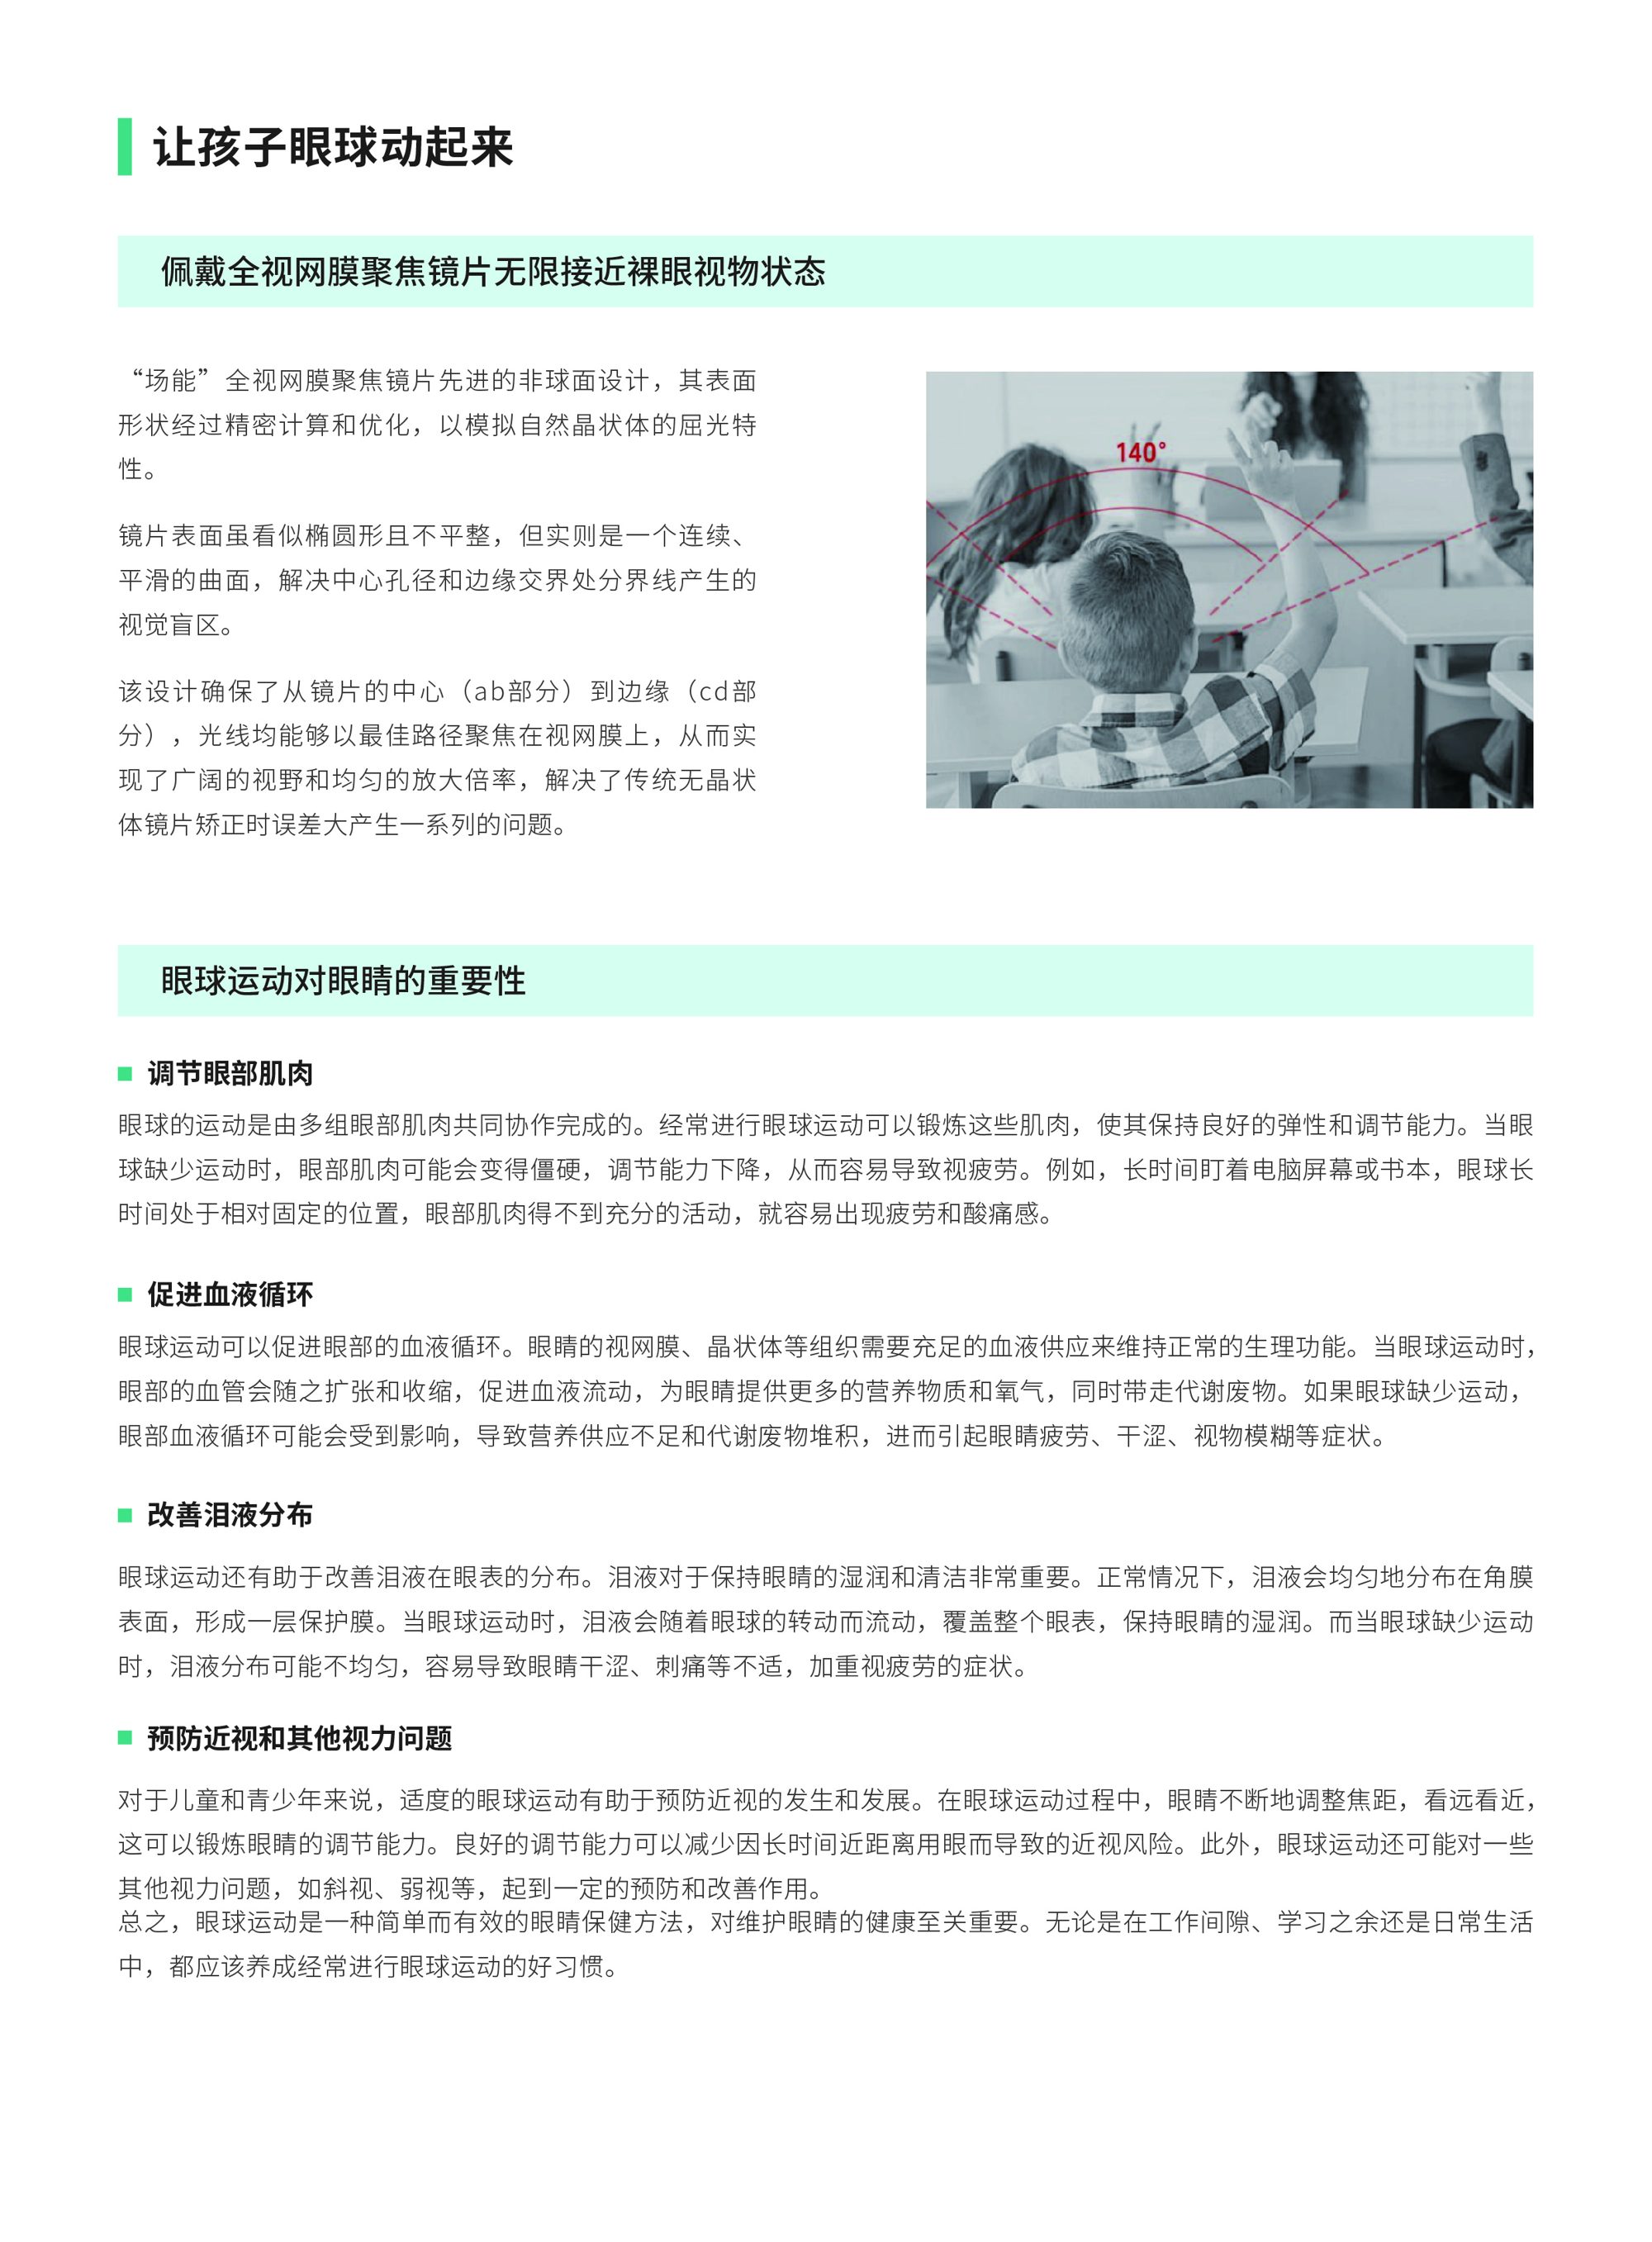 让孩子眼球动起来
佩戴全视网膜聚焦镜片无限接近裸眼视物状态
“场能”全视网膜聚焦镜片先进的非球面设计，其表面
形状经过精密计算和优化，以模拟自然晶状体的屈光特
性。
镜片表面虽看似椭圆形且不平整，但实则是一个连续、
平滑的曲面，解决中心孔径和边缘交界处分界线产生的
视觉盲区。
该设计确保了从镜片的中心（ab部分）到边缘（cd部
分），光线均能够以最佳路径聚焦在视网膜上，从而实
现了广阔的视野和均匀的放大倍率，解决了传统无晶状
体镜片矫正时误差大产生一系列的问题。
140°
眼球运动对眼睛的重要性
调节眼部肌肉
眼球的运动是由多组眼部肌肉共同协作完成的。经常进行眼球运动可以锻炼这些肌肉，使其保持良好的弹性和调节能力。当眼
球缺少运动时，眼部肌肉可能会变得僵硬，调节能力下降，从而容易导致视疲劳。例如，长时间盯着电脑屏幕或书本，眼球长
时间处于相对固定的位置，眼部肌肉得不到充分的活动，就容易出现疲劳和酸痛感。
促进血液循环
眼球运动可以促进眼部的血液循环。眼睛的视网膜、晶状体等组织需要充足的血液供应来维持正常的生理功能。当眼球运动时，
眼部的血管会随之扩张和收缩，促进血液流动，为眼睛提供更多的营养物质和氧气，同时带走代谢废物。如果眼球缺少运动，
眼部血液循环可能会受到影响，导致营养供应不足和代谢废物堆积，进而引起眼睛疲劳、干涩、视物模糊等症状。
改善泪液分布
眼球运动还有助于改善泪液在眼表的分布。泪液对于保持眼睛的湿润和清洁非常重要。正常情况下，泪液会均匀地分布在角膜
表面，形成一层保护膜。当眼球运动时，泪液会随着眼球的转动而流动，覆盖整个眼表，保持眼睛的湿润。而当眼球缺少运动
时，泪液分布可能不均匀，容易导致眼睛干涩、刺痛等不适，加重视疲劳的症状。
预防近视和其他视力问题
对于儿童和青少年来说，适度的眼球运动有助于预防近视的发生和发展。在眼球运动过程中，眼睛不断地调整焦距，看远看近，
这可以锻炼眼睛的调节能力。良好的调节能力可以减少因长时间近距离用眼而导致的近视风险。此外，眼球运动还可能对一些
其他视力问题，如斜视、弱视等，起到一定的预防和改善作用。
总之，眼球运动是一种简单而有效的眼睛保健方法，对维护眼睛的健康至关重要。无论是在工作间隙、学习之余还是日常生活
中，都应该养成经常进行眼球运动的好习惯。